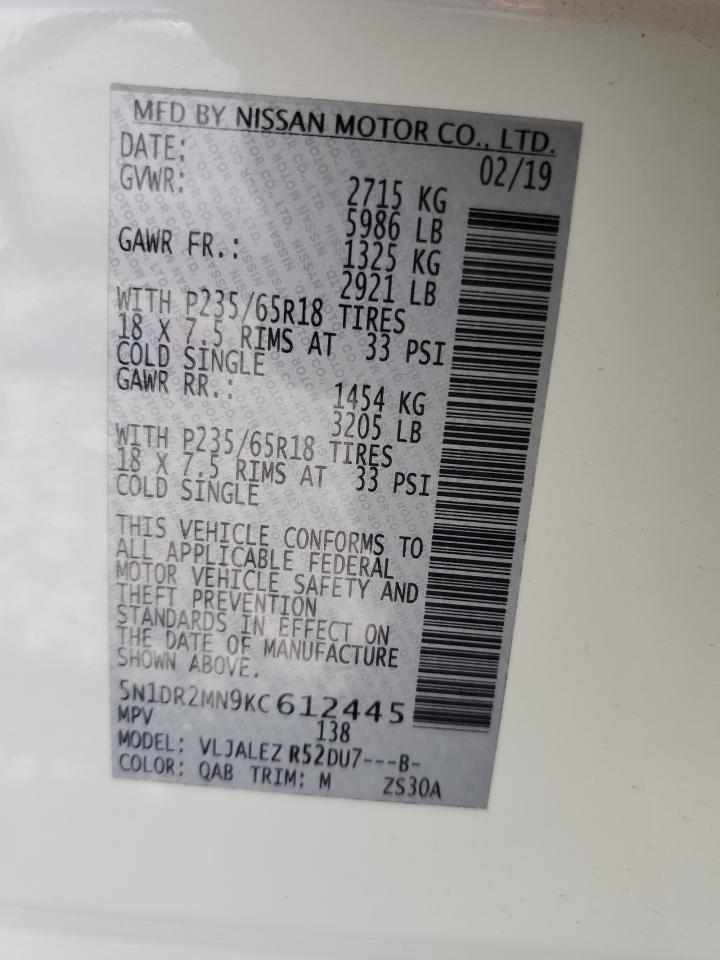 MFD BY NISSAN MOTOR CO., LTD.
DATE: 02/19
GVWR: 2715 KG
5986 LB
GAWR FR.: 1325 KG
2921 LB
WITH P235/65R18 TIRES
18 X 7.5 RIMS AT 33 PSI
COLD SINGLE
GAWR RR.: 1454 KG
3205 LB
WITH P235/65R18 TIRES
18 X 7.5 RIMS AT 33 PSI
COLD SINGLE
THIS VEHICLE CONFORMS TO
ALL APPLICABLE FEDERAL
MOTOR VEHICLE SAFETY AND
THEFT PREVENTION
STANDARDS IN EFFECT ON
THE DATE OF MANUFACTURE
SHOWN ABOVE.
5N1DR2MN9KC612445
MPV 138
MODEL: VLJALEZ R52DU7---B-
COLOR: QAB TRIM: M ZS30A